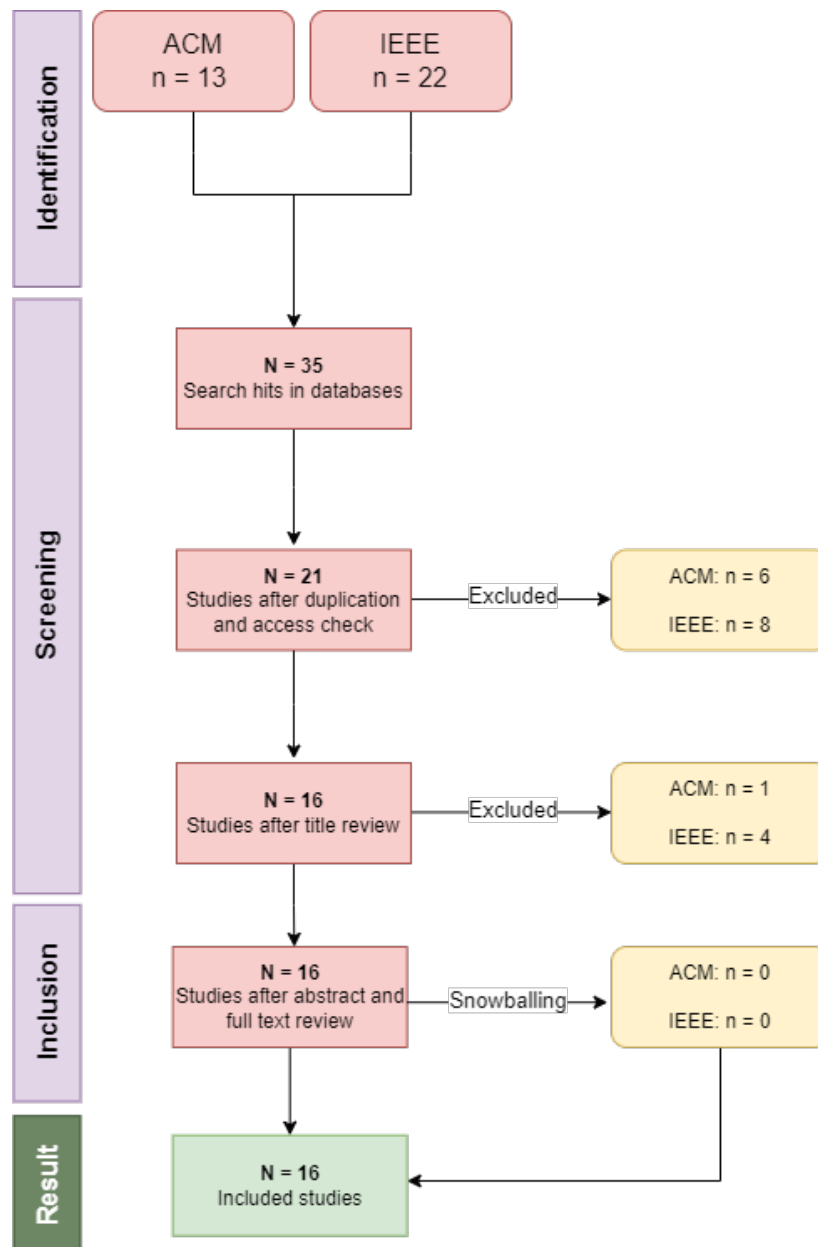 Identification
ACM
n = 13
IEEE
n = 22
Screening
N = 35
Search hits in databases
N = 21
Studies after duplication
and access check
Excluded
ACM: n = 6
IEEE: n = 8
N = 16
Studies after title review
Excluded
ACM: n = 1
IEEE: n = 4
Inclusion
N = 16
Studies after abstract and
full text review
Snowballing
ACM: n = 0
IEEE: n = 0
Result
N = 16
Included studies